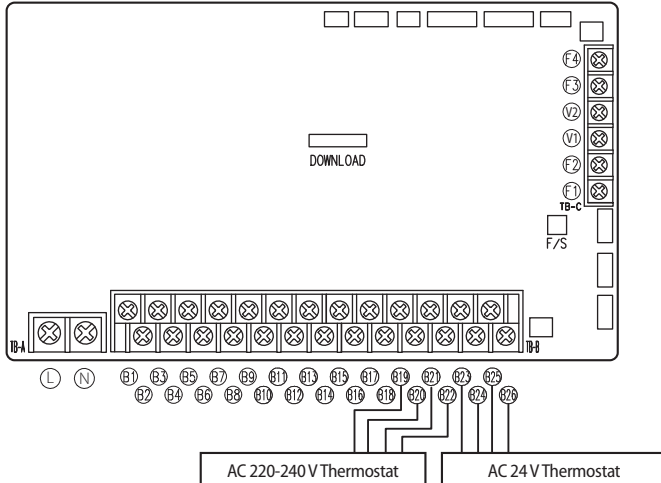 F4
F3
V2
DOWNLOAD
V1
F2
F1
TB-C
F/S
TB-A
TB-B
L N B1 B3 B5 B7 B9 B11 B13 B15 B17 B19 B21 B23 B25
B2 B4 B6 B8 B10 B12 B14 B16 B18 B20 B22 B24 B26
AC 220-240 V Thermostat
AC 24 V Thermostat